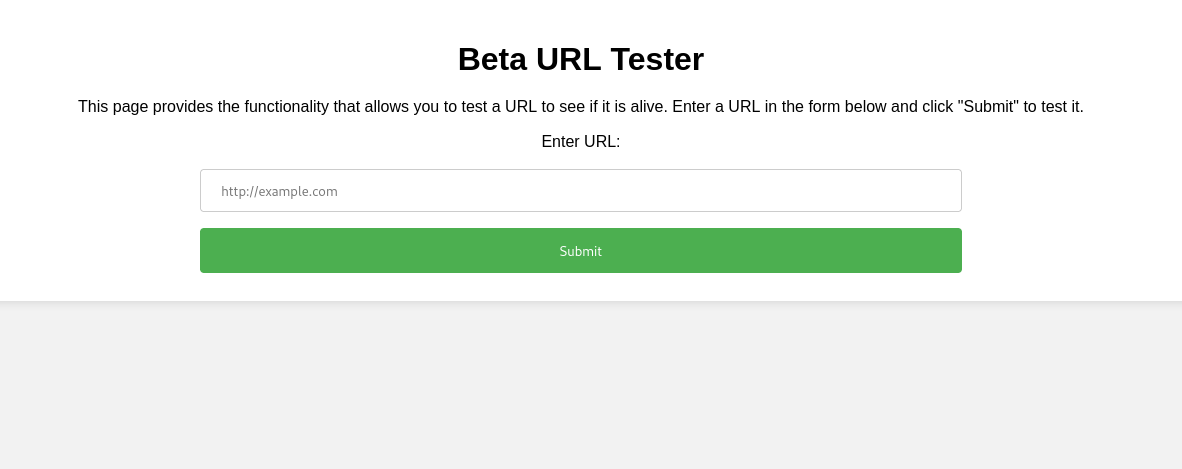 Beta URL Tester
This page provides the functionality that allows you to test a URL to see if it is alive. Enter a URL in the form below and click "Submit" to test it.
Enter URL:
http://example.com
Submit